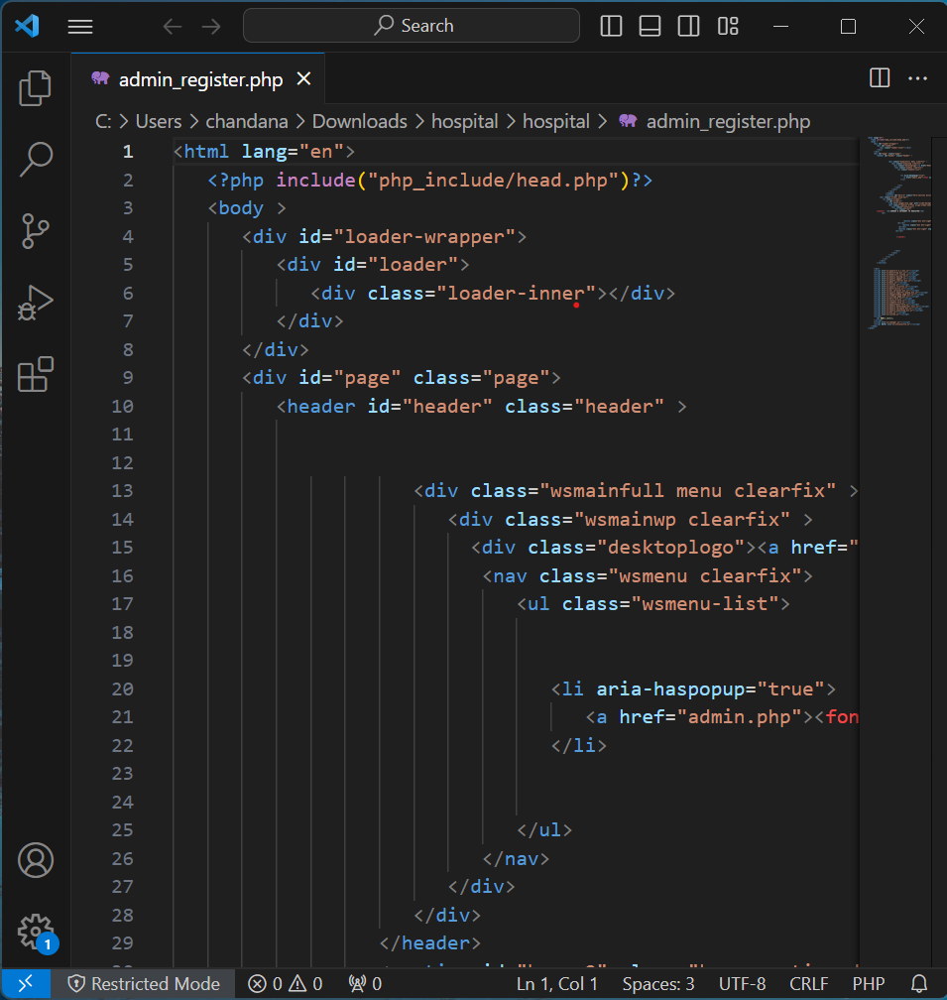 Search
admin_register.php
C: > Users > chandana > Downloads > hospital > hospital > admin_register.php
1 <html lang="en">
2 <?php include("php_include/head.php")?>
3 <body >
4 <div id="loader-wrapper">
5 <div id="loader">
6 <div class="loader-inner"></div>
7 </div>
8 </div>
9 <div id="page" class="page">
10 <header id="header" class="header" >
11
12
13 <div class="wsmainfull menu clearfix" >
14 <div class="wsmainwp clearfix" >
15 <div class="desktoplogo"><a href="
16 <nav class="wsmenu clearfix">
17 <ul class="wsmenu-list">
18
19
20 <li aria-haspopup="true">
21 <a href="admin.php"><fon
22 </li>
23
24
25 </ul>
26 </nav>
27 </div>
28 </div>
29 </header>
1
Restricted Mode 0 0 0 Ln 1, Col 1 Spaces: 3 UTF-8 CRLF PHP